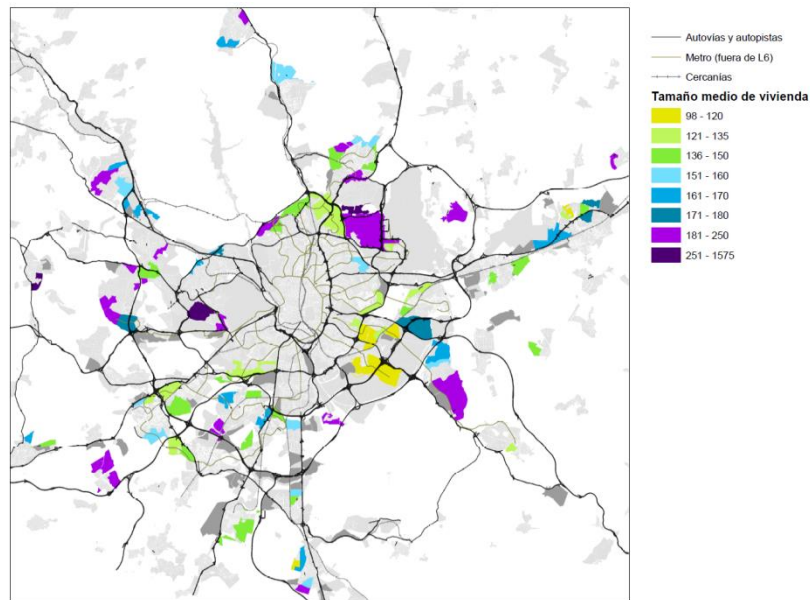 Autovías y autopistas
Metro (fuera de L6)
Cercanías
Tamaño medio de vivienda
98 - 120
121 - 135
136 - 150
151 - 160
161 - 170
171 - 180
181 - 250
251 - 1575